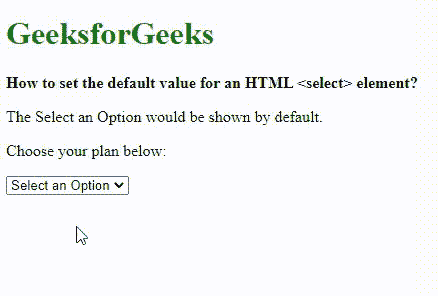 GeeksforGeeks
How to set the default value for an HTML <select> element?
The Select an Option would be shown by default.
Choose your plan below:
Select an Option